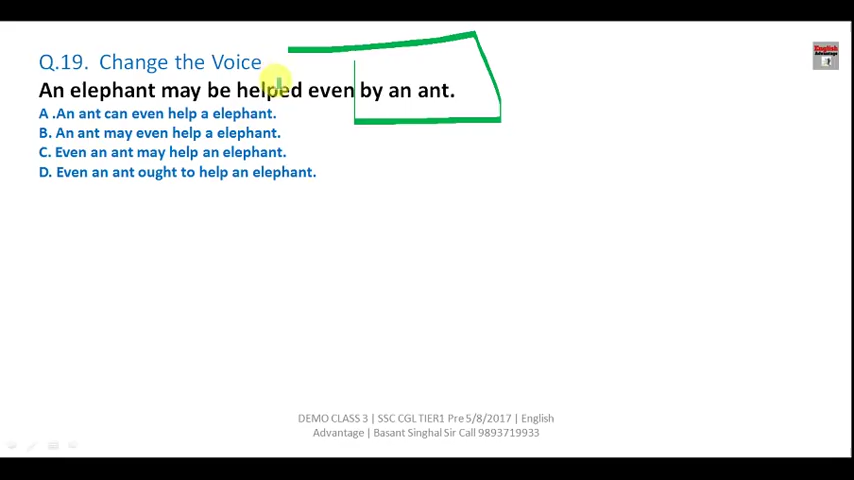 Q.19. Change the Voice
An elephant may be helped even by an ant.
A .An ant can even help a elephant.
B. An ant may even help a elephant.
C. Even an ant may help an elephant.
D. Even an ant ought to help an elephant.
English
Advantage
DEMO CLASS 3 | SSC CGL TIER1 Pre 5/8/2017 | English
Advantage | Basant Singhal Sir Call 9893719933